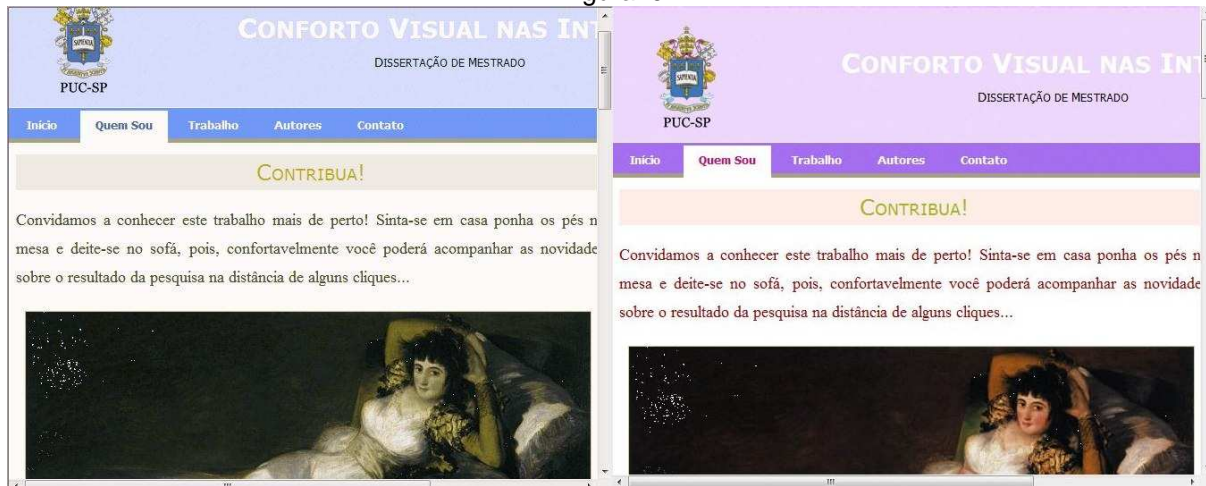 CONFORTO VISUAL NAS INT
DISSERTAÇÃO DE MESTRADO
SAPIENTIA
PUC-SP
Início Quem Sou Trabalho Autores Contato
CONTRIBUA!
Convidamos a conhecer este trabalho mais de perto! Sinta-se em casa ponha os pés n
mesa e deite-se no sofá, pois, confortavelmente você poderá acompanhar as novidade
sobre o resultado da pesquisa na distância de alguns cliques...
CONFORTO VISUAL NAS INT
DISSERTAÇÃO DE MESTRADO
SAPIENTIA
PUC-SP
Início Quem Sou Trabalho Autores Contato
CONTRIBUA!
Convidamos a conhecer este trabalho mais de perto! Sinta-se em casa ponha os pés n
mesa e deite-se no sofá, pois, confortavelmente você poderá acompanhar as novidade
sobre o resultado da pesquisa na distância de alguns cliques...